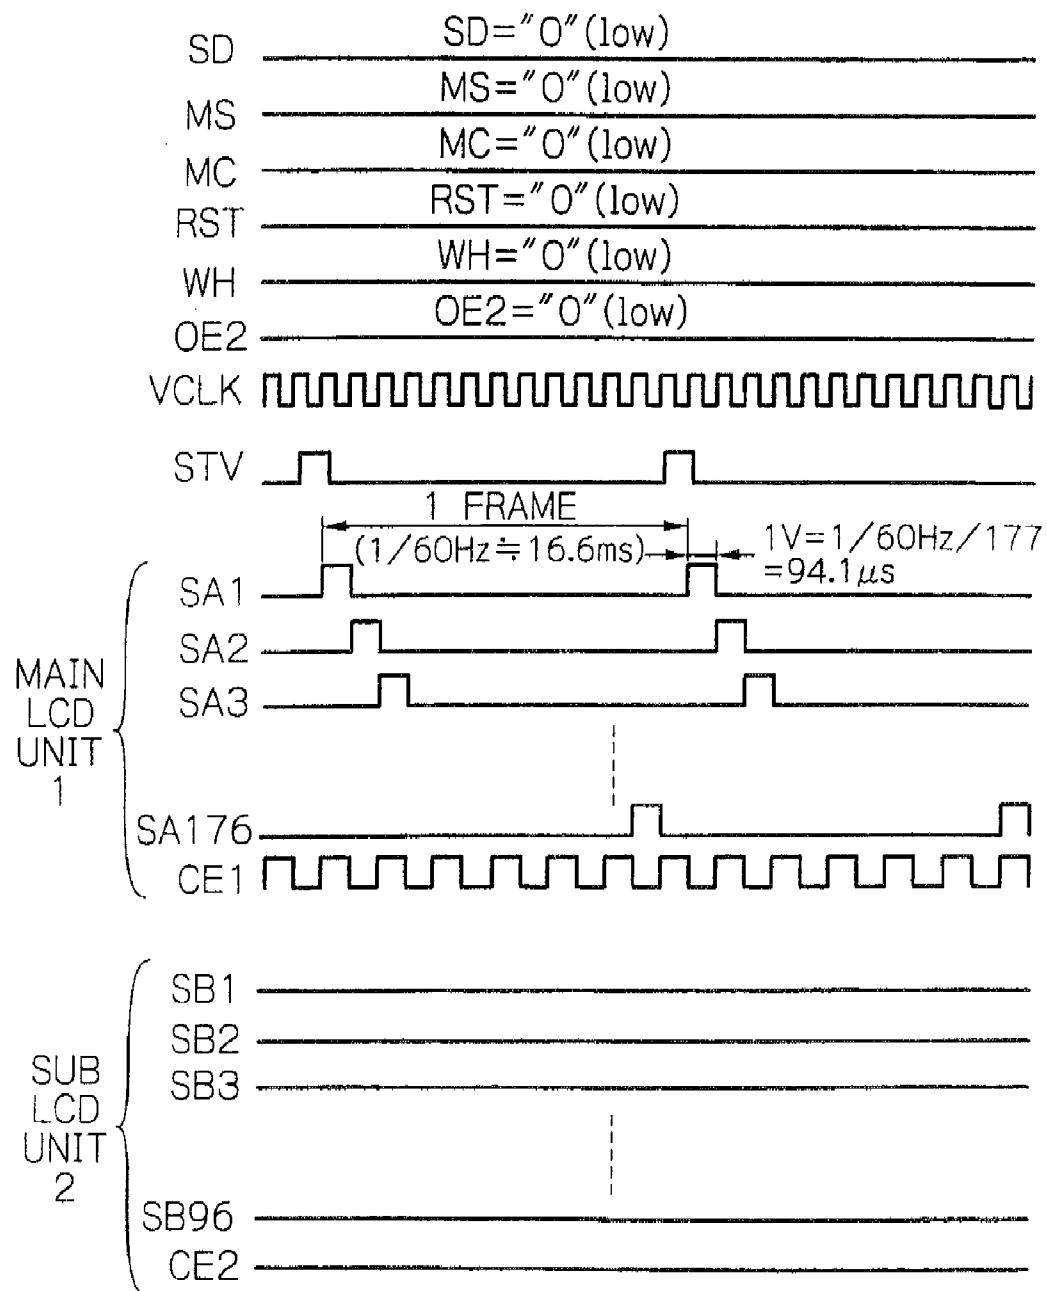 SD SD="0"(low)
MS MS="0"(low)
MC MC="0"(low)
RST RST="0"(low)
WH WH="0"(low)
OE2 OE2="0"(low)
VCLK
STV
1 FRAME
(1/60Hz≒16.6ms)
1V=1/60Hz/177
=94.1μs
SA1
SA2
SA3
MAIN
LCD
UNIT
1
SA176
CE1
SB1
SB2
SB3
SUB
LCD
UNIT
2
SB96
CE2